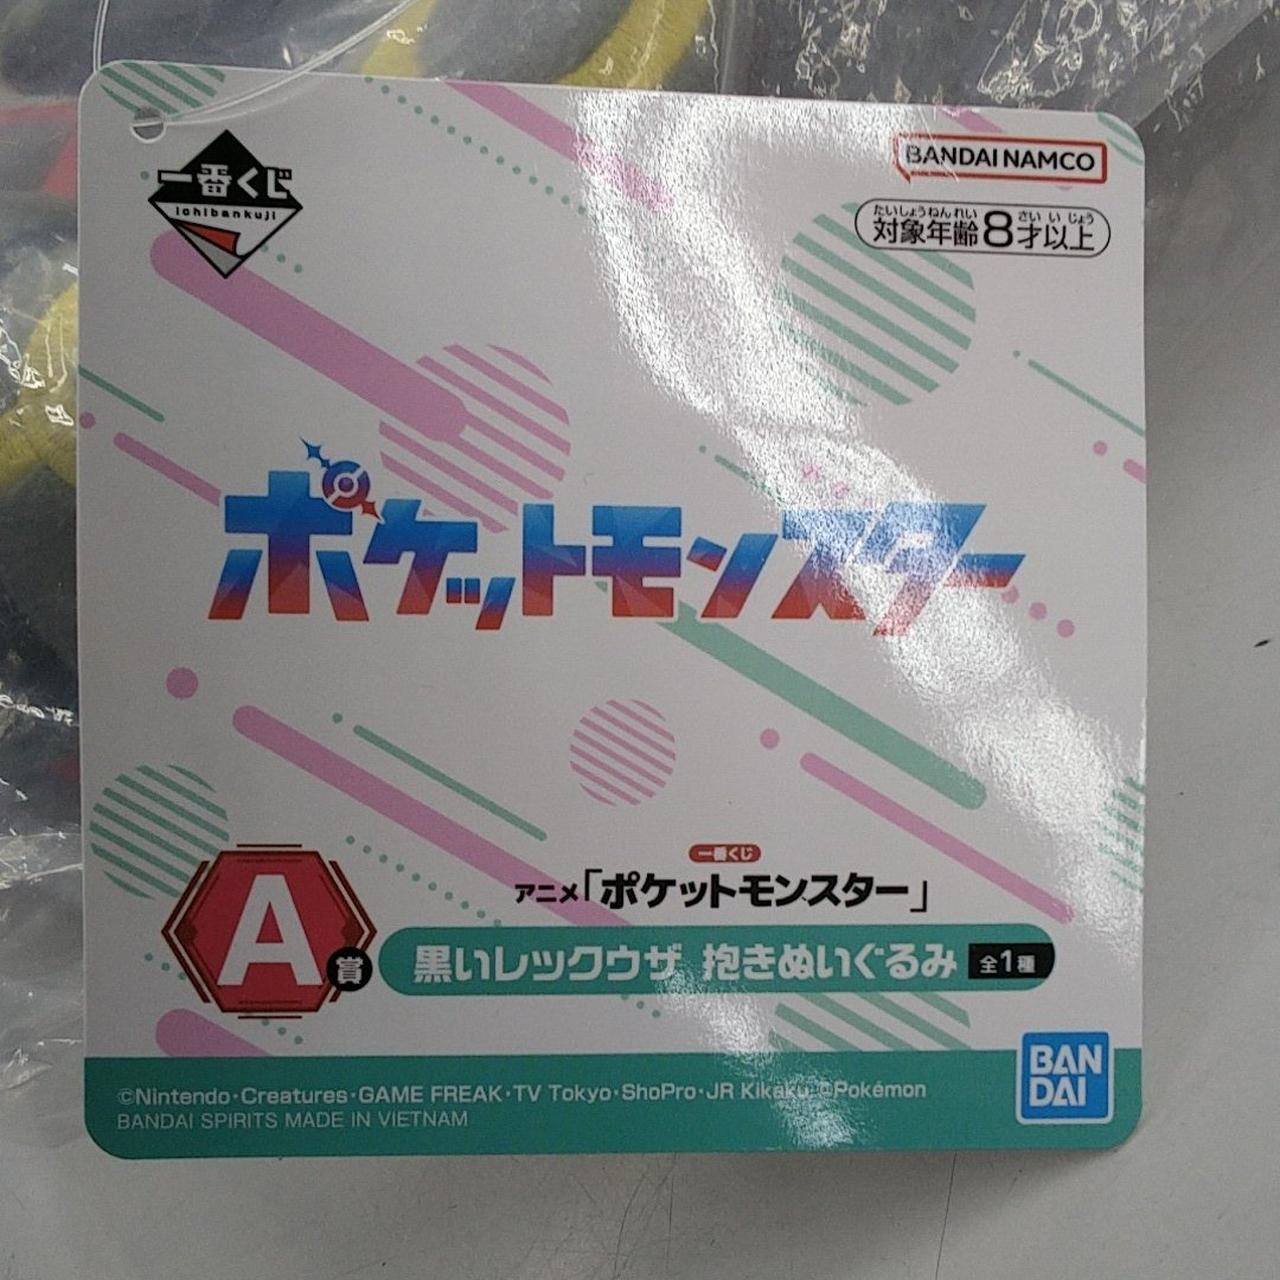 一番くじ
Ichibankuji
BANDAI NAMCO
たいしょうねんれい さい い じょう
対象年齢8才以上
ポケットモンスター
一番くじ
アニメ「ポケットモンスター」
A賞
黒いレックウザ 抱きぬいぐるみ 全1種
BAN
DAI
©Nintendo・Creatures・GAME FREAK・TV Tokyo・ShoPro・JR Kikaku ©Pokémon
BANDAI SPIRITS MADE IN VIETNAM